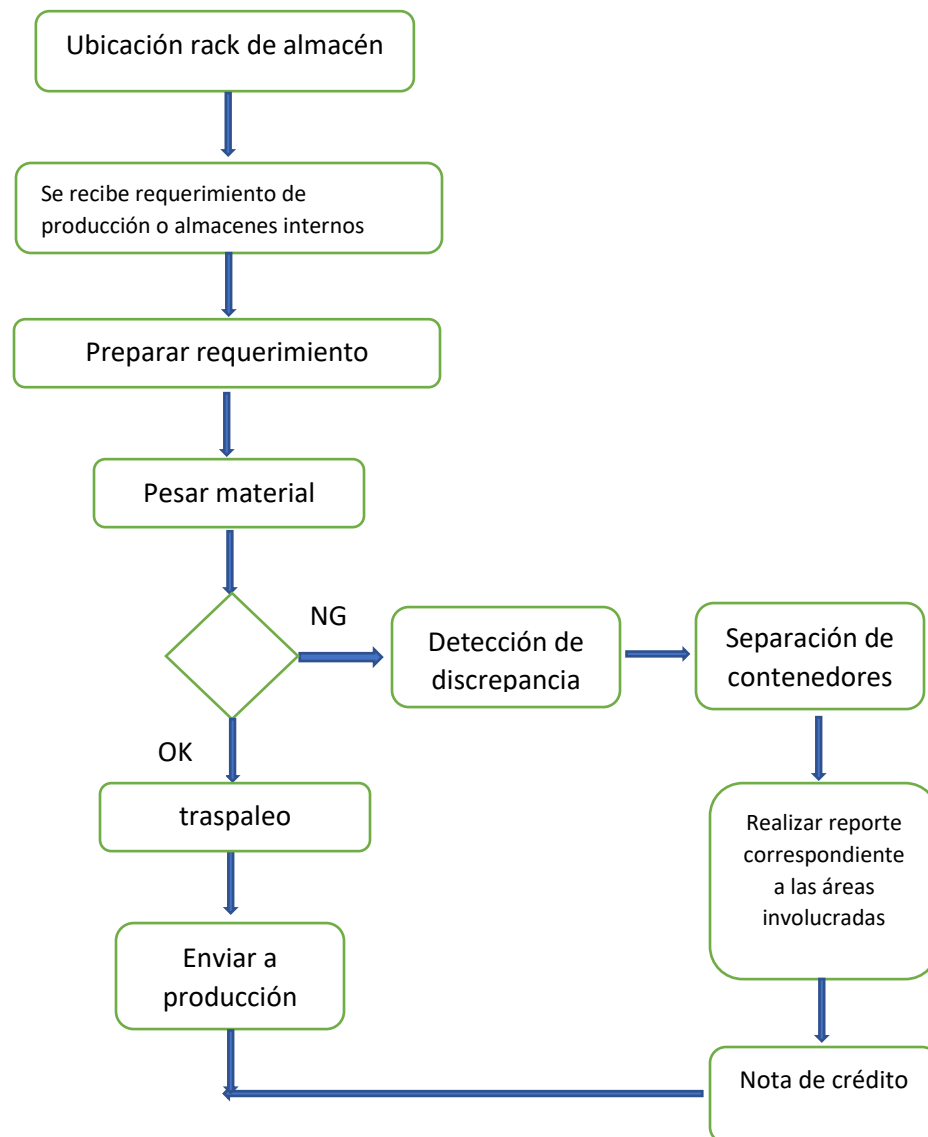 Ubicación rack de almacén
Se recibe requerimiento de
producción o almacenes internos
Preparar requerimiento
Pesar material
NG
Detección de
discrepancia
Separación de
contenedores
OK
traspaleo
Realizar reporte
correspondiente
a las áreas
involucradas
Enviar a
producción
Nota de crédito